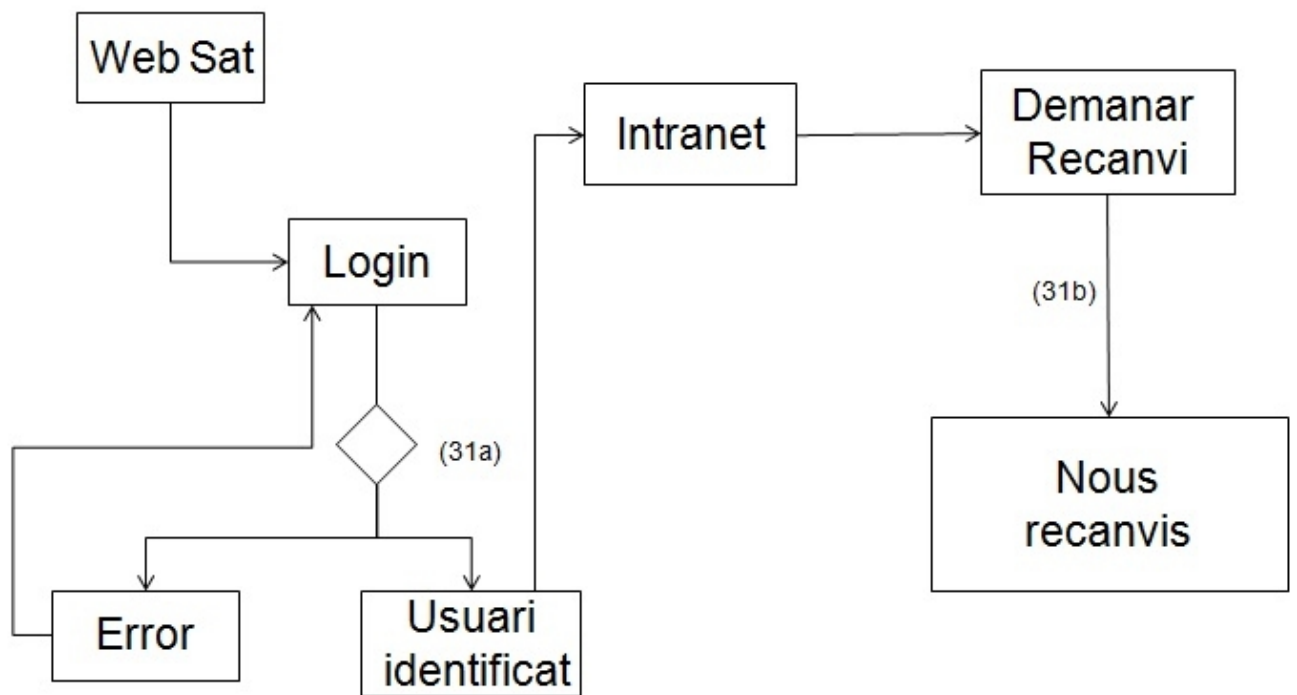 Web Sat
Intranet
Demanar
Recanvi
Login
(31b)
(31a)
Nous
recanvis
Error
Usuari
identificat